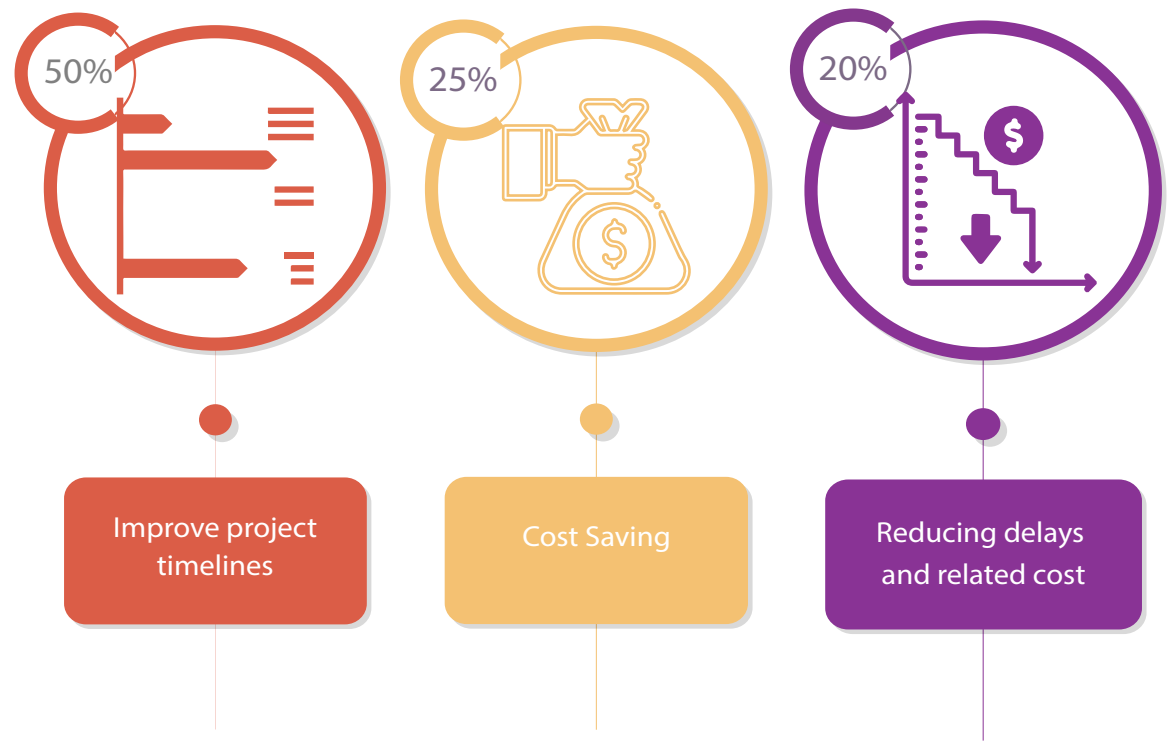 50%
25%
20%
$
$
Improve project
timelines
Cost Saving
Reducing delays
and related cost